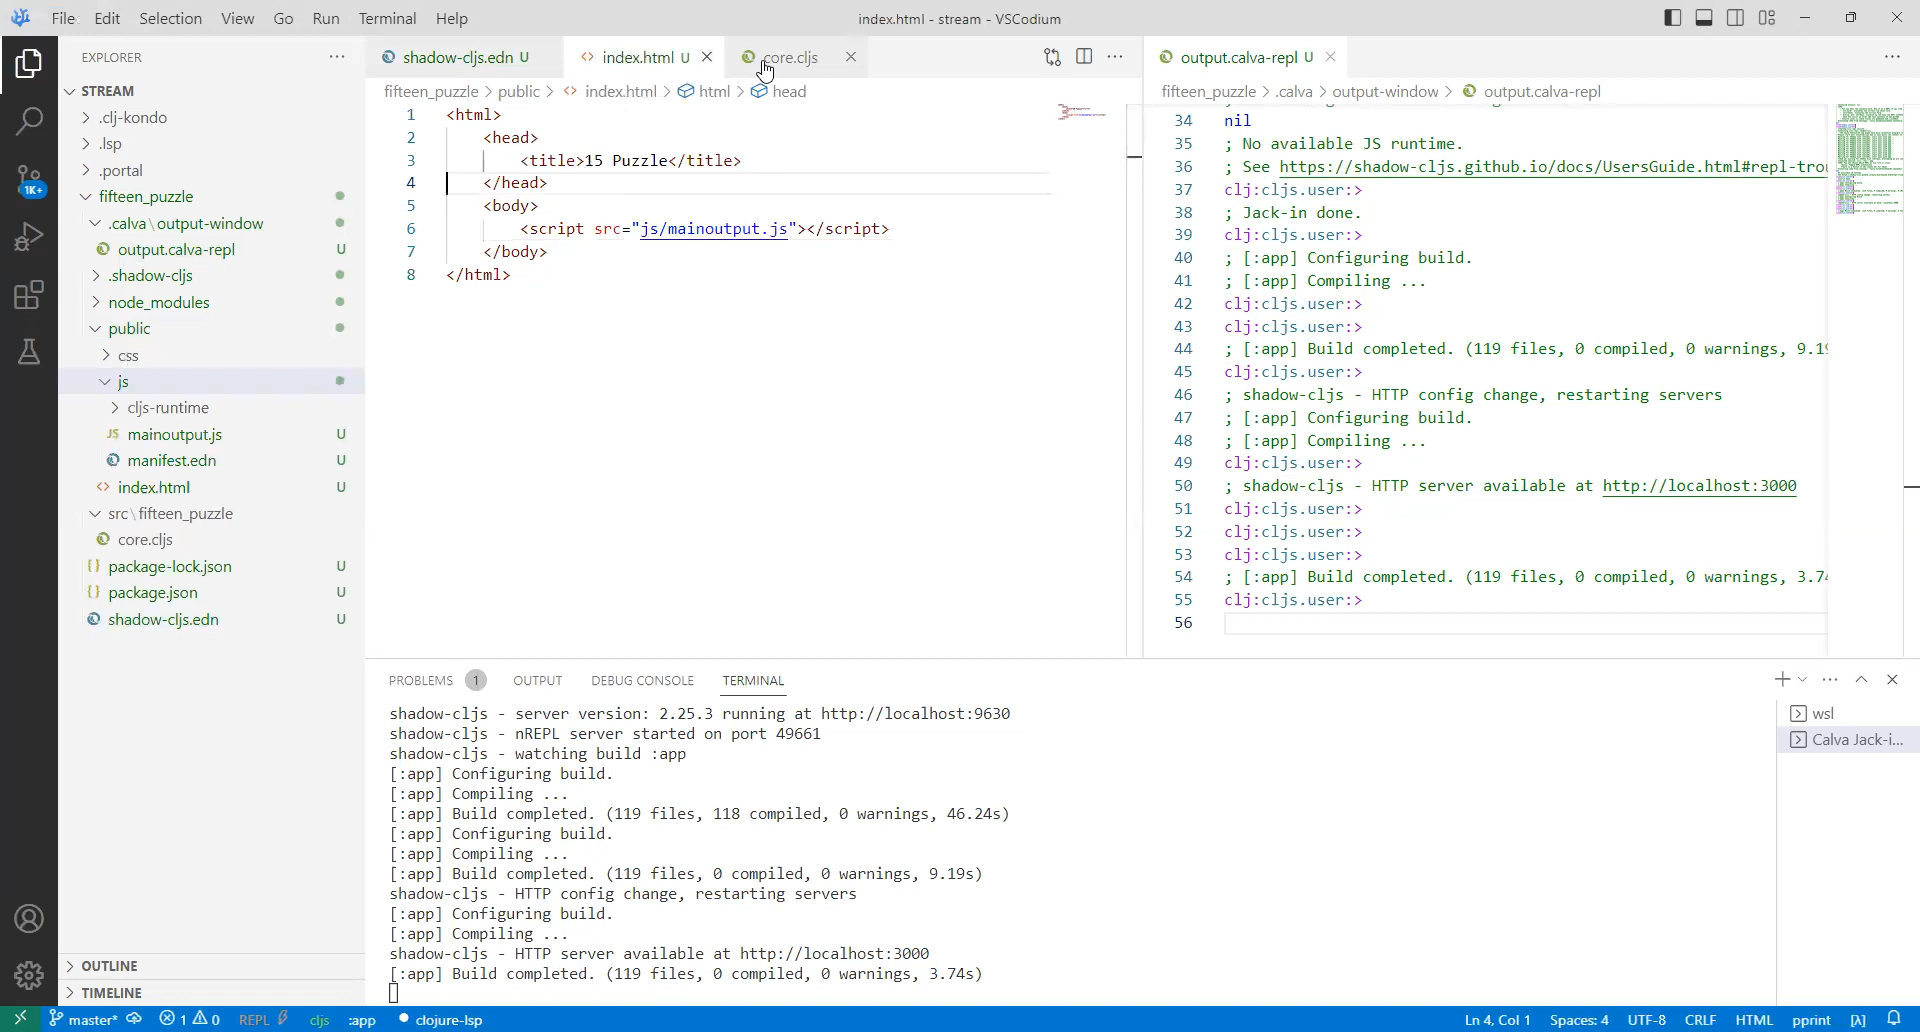 File Edit Selection View Go Run Terminal Help
index.html - stream - VSCodium
EXPLORER
STREAM
.clj-kondo
.lsp
.portal
fifteen_puzzle
.calva\output-window
output.calva-repl U
.shadow-cljs
node_modules
public
css
js
cljs-runtime
JS mainoutput.js U
manifest.edn U
<> index.html U
src\fifteen_puzzle
core.cljs
package-lock.json U
package.json U
shadow-cljs.edn U
OUTLINE
TIMELINE
1K+
shadow-cljs.edn U
<> index.html U
core.cljs
fifteen_puzzle > public > <> index.html > html > head
1 <html>
2 <head>
3 <title>15 Puzzle</title>
4 </head>
5 <body>
6 <script src="js/mainoutput.js"></script>
7 </body>
8 </html>
output.calva-repl U
fifteen_puzzle > .calva > output-window > output.calva-repl
34 nil
35 ; No available JS runtime.
36 ; See https://shadow-cljs.github.io/docs/UsersGuide.html#repl-tro
37 clj:cljs.user:>
38 ; Jack-in done.
39 clj:cljs.user:>
40 ; [:app] Configuring build.
41 ; [:app] Compiling ...
42 clj:cljs.user:>
43 clj:cljs.user:>
44 ; [:app] Build completed. (119 files, 0 compiled, 0 warnings, 9.19
45 clj:cljs.user:>
46 ; shadow-cljs - HTTP config change, restarting servers
47 ; [:app] Configuring build.
48 ; [:app] Compiling ...
49 clj:cljs.user:>
50 ; shadow-cljs - HTTP server available at http://localhost:3000
51 clj:cljs.user:>
52 clj:cljs.user:>
53 clj:cljs.user:>
54 ; [:app] Build completed. (119 files, 0 compiled, 0 warnings, 3.74
55 clj:cljs.user:>
56
PROBLEMS 1 OUTPUT DEBUG CONSOLE TERMINAL
shadow-cljs - server version: 2.25.3 running at http://localhost:9630
shadow-cljs - nREPL server started on port 49661
shadow-cljs - watching build :app
[:app] Configuring build.
[:app] Compiling ...
[:app] Build completed. (119 files, 118 compiled, 0 warnings, 46.24s)
[:app] Configuring build.
[:app] Compiling ...
[:app] Build completed. (119 files, 0 compiled, 0 warnings, 9.19s)
shadow-cljs - HTTP config change, restarting servers
[:app] Configuring build.
[:app] Compiling ...
shadow-cljs - HTTP server available at http://localhost:3000
[:app] Build completed. (119 files, 0 compiled, 0 warnings, 3.74s)
wsl
Calva Jack-i...
master* 1 0 REPL cljs :app clojure-lsp
Ln 4, Col 1 Spaces: 4 UTF-8 CRLF HTML pprint [λ]